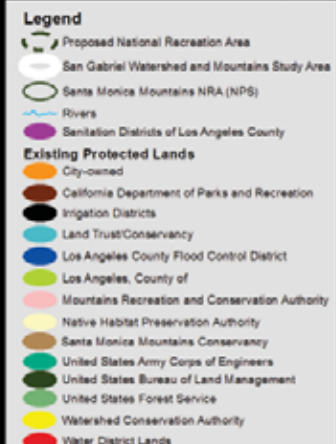 Legend
Proposed National Recreation Area
San Gabriel Watershed and Mountains Study Area
Santa Monica Mountains NRA (NPS)
Rivers
Sanitation Districts of Los Angeles County
Existing Protected Lands
City-owned
California Department of Parks and Recreation
Irrigation Districts
Land Trust/Conservancy
Los Angeles County Flood Control District
Los Angeles, County of
Mountains Recreation and Conservation Authority
Native Habitat Preservation Authority
Santa Monica Mountains Conservancy
United States Army Corps of Engineers
United States Bureau of Land Management
United States Forest Service
Watershed Conservation Authority
Water District Lands